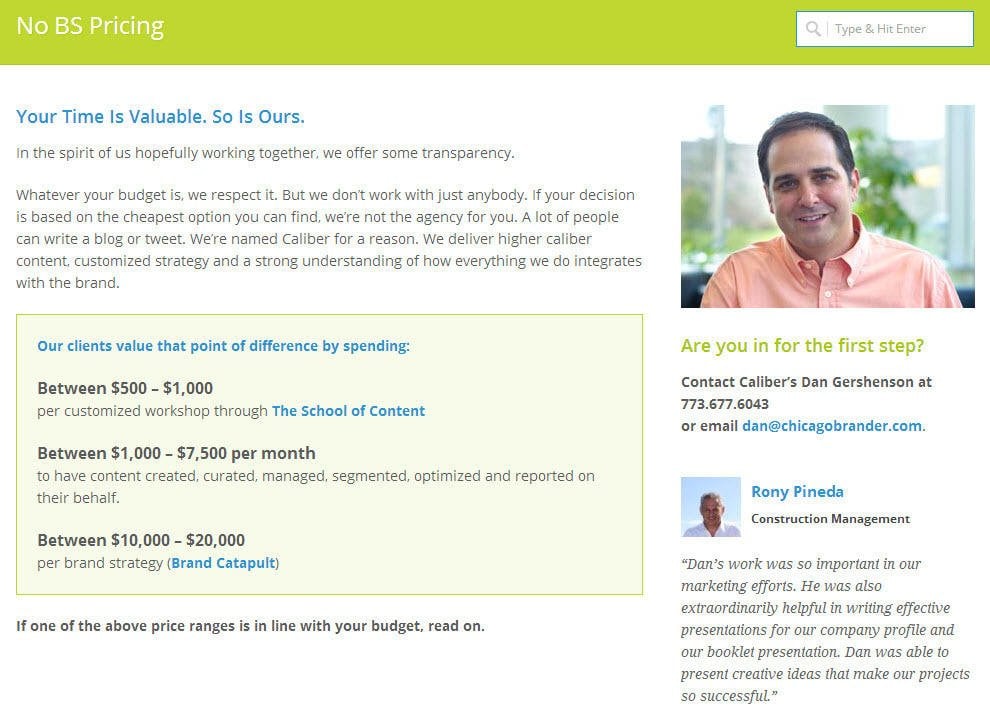 No BS Pricing
Type & Hit Enter
Your Time Is Valuable. So Is Ours.
In the spirit of us hopefully working together, we offer some transparency.
Whatever your budget is, we respect it. But we don’t work with just anybody. If your decision
is based on the cheapest option you can find, we’re not the agency for you. A lot of people
can write a blog or tweet. We’re named Caliber for a reason. We deliver higher caliber
content, customized strategy and a strong understanding of how everything we do integrates
with the brand.
Our clients value that point of difference by spending:
Between $500 – $1,000
per customized workshop through The School of Content
Between $1,000 – $7,500 per month
to have content created, curated, managed, segmented, optimized and reported on
their behalf.
Between $10,000 – $20,000
per brand strategy (Brand Catapult)
If one of the above price ranges is in line with your budget, read on.
Are you in for the first step?
Contact Caliber’s Dan Gershenson at
773.677.6043
or email dan@chicagobrander.com.
Rony Pineda
Construction Management
“Dan’s work was so important in our
marketing efforts. He was also
extraordinarily helpful in writing effective
presentations for our company profile and
our booklet presentation. Dan was able to
present creative ideas that make our projects
so successful.”